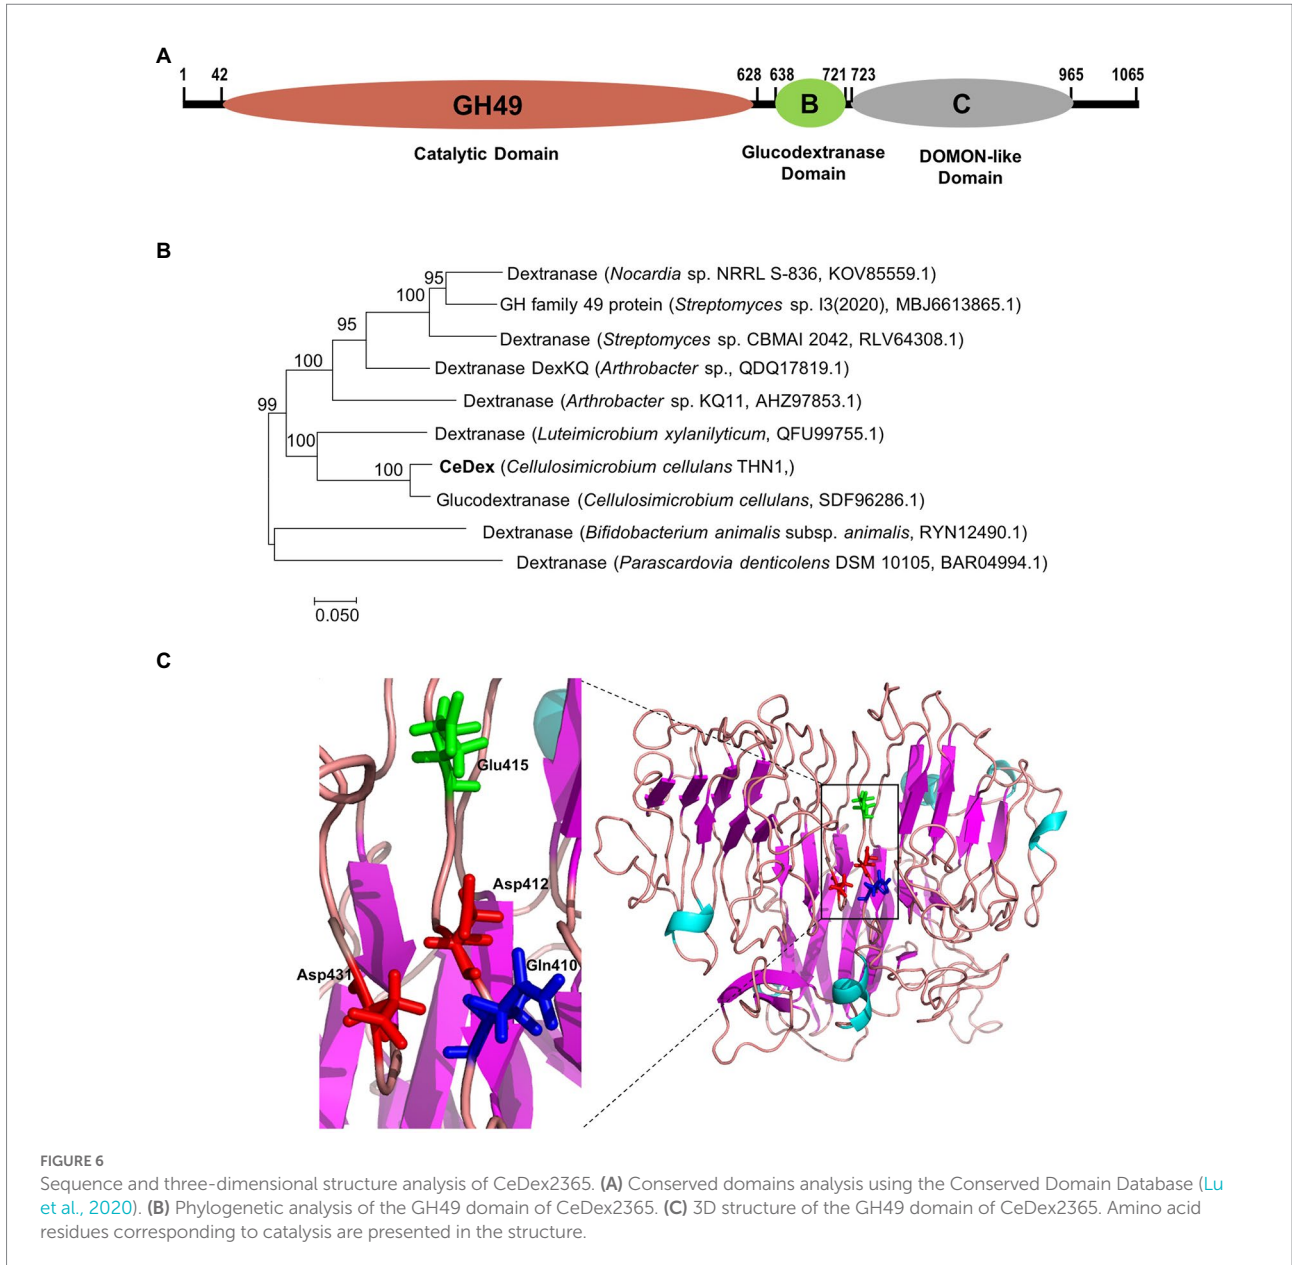 A
1 42 628 638 721 723 965 1065
GH49 B C
Catalytic Domain
Glucodextranase
Domain
DOMON-like
Domain
B
95
Dextranase (Nocardia sp. NRRL S-836, KOV85559.1)
100
GH family 49 protein (Streptomyces sp. I3(2020), MBJ6613865.1)
95
Dextranase (Streptomyces sp. CBMAI 2042, RLV64308.1)
100
Dextranase DexKQ (Arthrobacter sp., QDQ17819.1)
99
Dextranase (Arthrobacter sp. KQ11, AHZ97853.1)
100
Dextranase (Luteimicrobium xylanilyticum, QFU99755.1)
100
CeDex (Cellulosimicrobium cellulans THN1,)
Glucodextranase (Cellulosimicrobium cellulans, SDF96286.1)
Dextranase (Bifidobacterium animalis subsp. animalis, RYN12490.1)
Dextranase (Parascardovia denticolens DSM 10105, BAR04994.1)
0.050
C
Glu415
Asp412
Gln410
Asp431
FIGURE 6
Sequence and three-dimensional structure analysis of CeDex2365. (A) Conserved domains analysis using the Conserved Domain Database (Lu
et al., 2020). (B) Phylogenetic analysis of the GH49 domain of CeDex2365. (C) 3D structure of the GH49 domain of CeDex2365. Amino acid
residues corresponding to catalysis are presented in the structure.